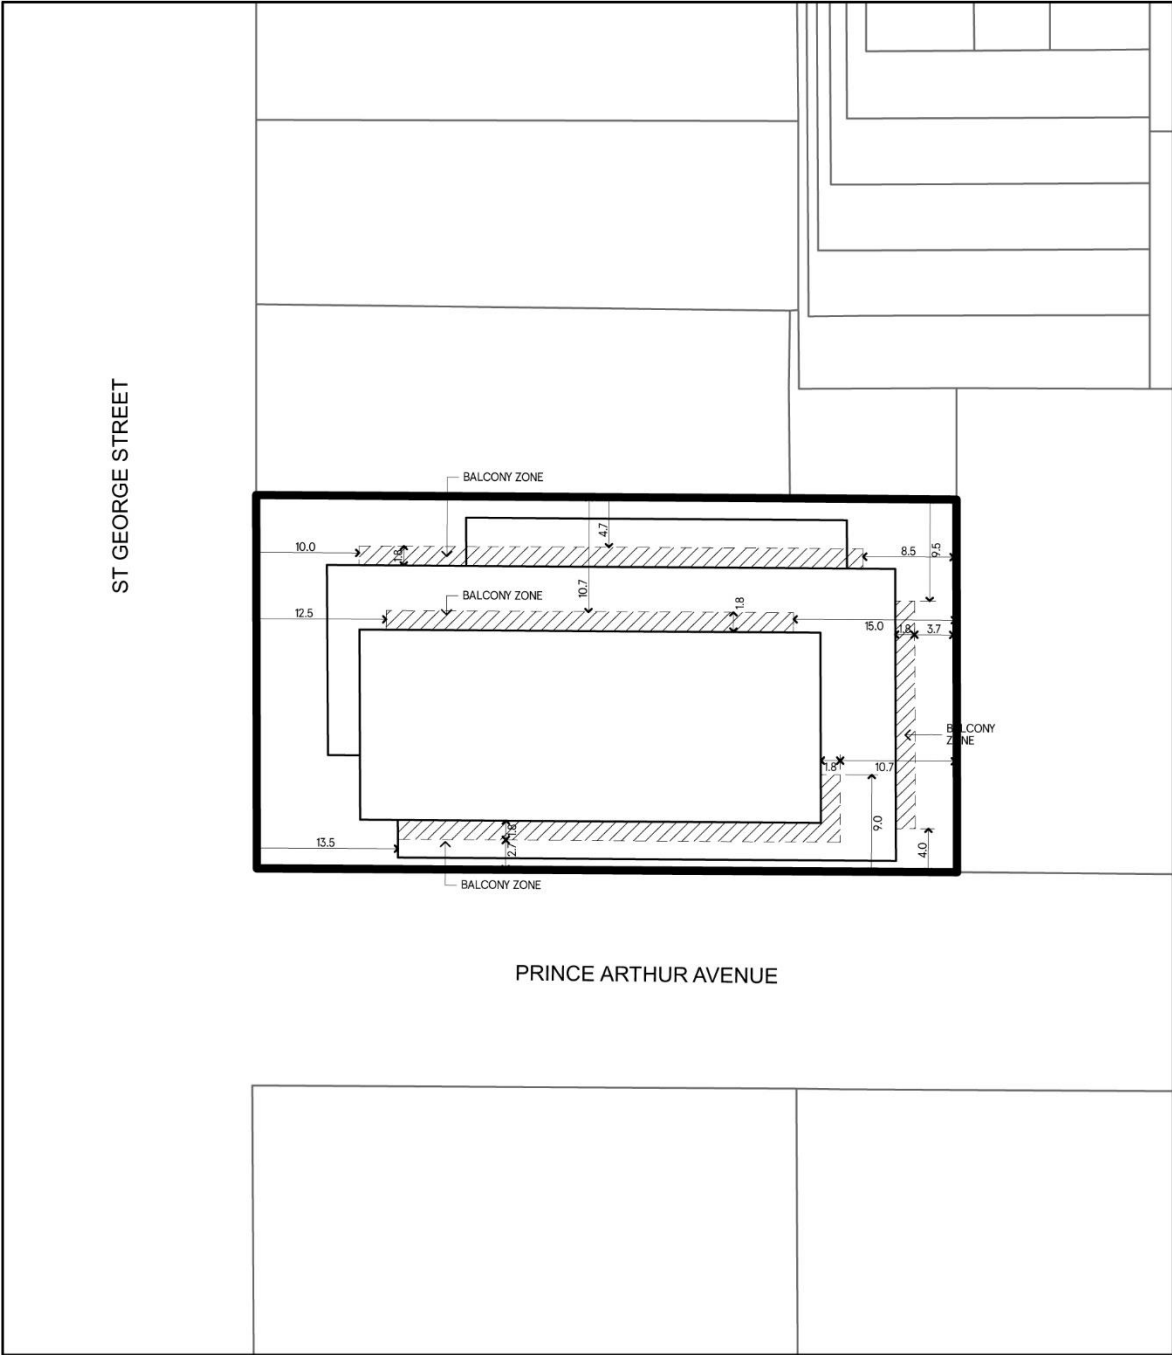 ST GEORGE STREET
BALCONY ZONE
4.7
9.5
10.0
1.8
8.5
10.7
BALCONY ZONE
1.8
12.5
15.0
1.8
3.7
BALCONY
ZONE
1.8
10.7
9.0
13.5
1.8
2.7
4.0
BALCONY ZONE
PRINCE ARTHUR AVENUE